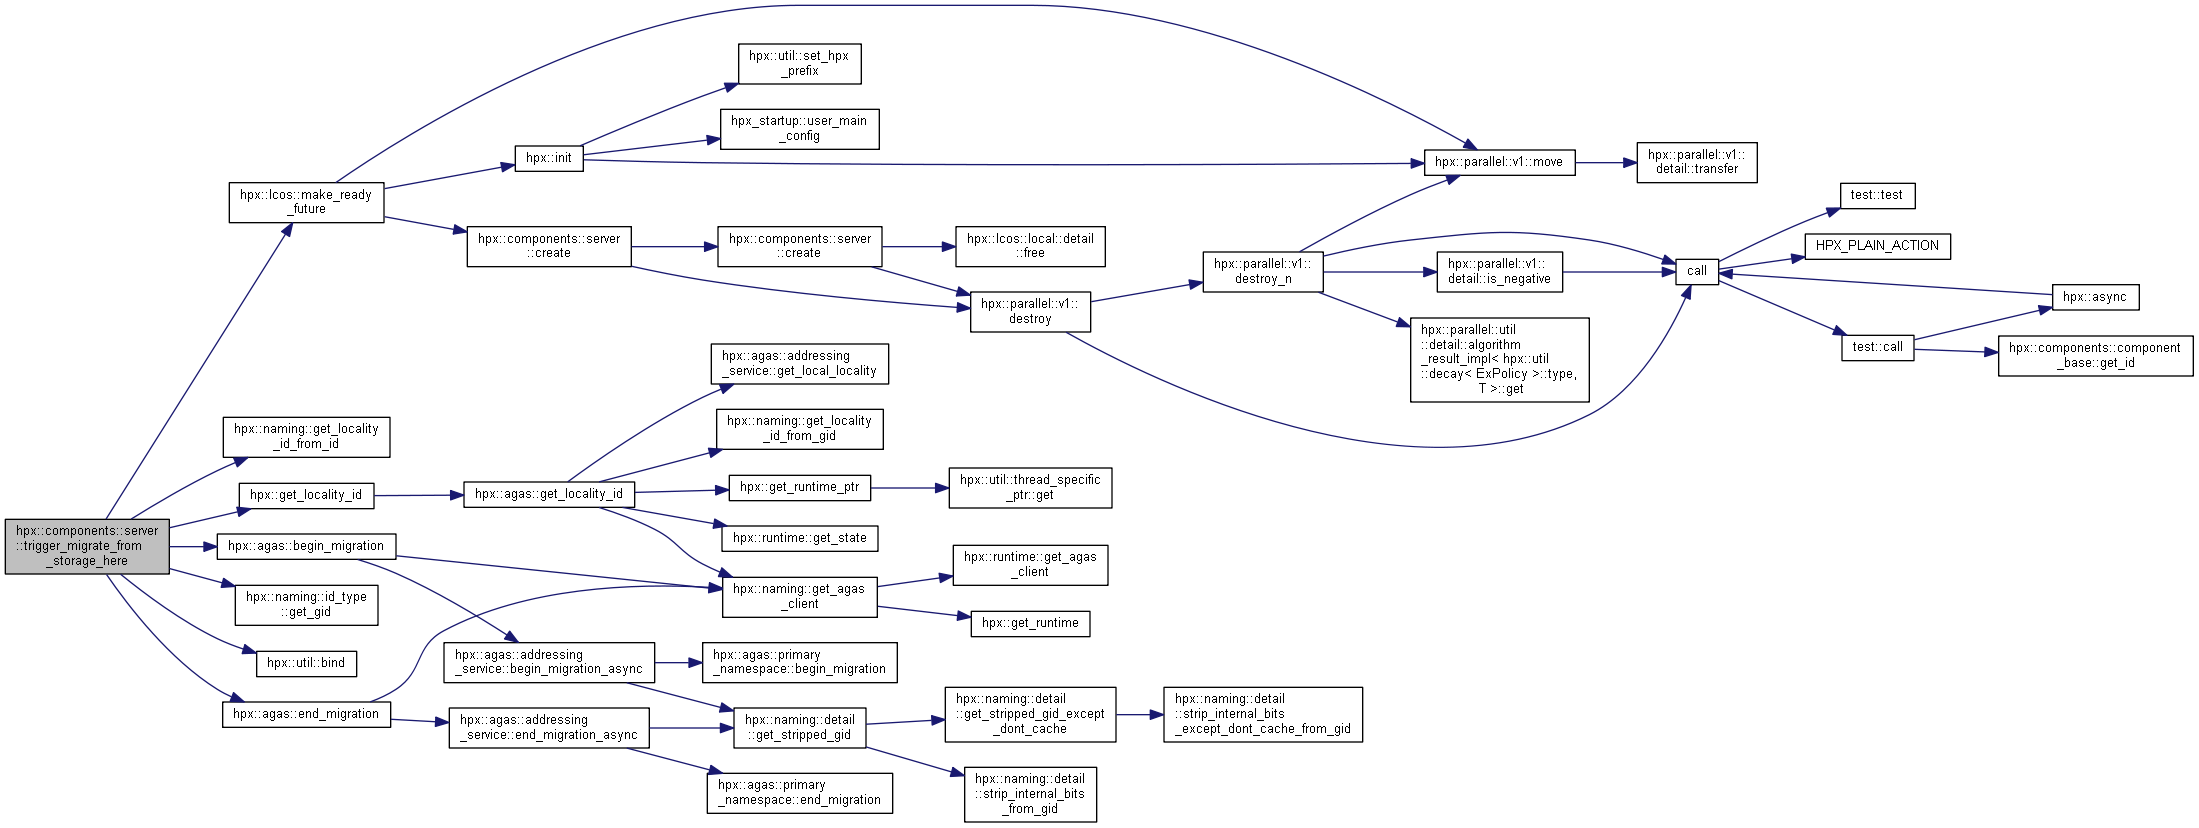 hpx::util::set_hpx
_prefix
hpx_startup::user_main
_config
hpx::init
hpx::parallel::v1::move
hpx::parallel::v1::
detail::transfer
hpx::lcos::make_ready
_future
test::test
hpx::components::server
::create
hpx::components::server
::create
hpx::lcos::local::detail
::free
HPX_PLAIN_ACTION
hpx::parallel::v1::
destroy_n
hpx::parallel::v1::
detail::is_negative
call
hpx::parallel::v1::
destroy
hpx::async
hpx::parallel::util
::detail::algorithm
_result_impl< hpx::util
::decay< ExPolicy >::type,
T >::get
test::call
hpx::components::component
_base::get_id
hpx::agas::addressing
_service::get_local_locality
hpx::naming::get_locality
_id_from_id
hpx::naming::get_locality
_id_from_gid
hpx::get_locality_id
hpx::agas::get_locality_id
hpx::get_runtime_ptr
hpx::util::thread_specific
_ptr::get
hpx::components::server
::trigger_migrate_from
_storage_here
hpx::agas::begin_migration
hpx::runtime::get_state
hpx::runtime::get_agas
_client
hpx::naming::id_type
::get_gid
hpx::naming::get_agas
_client
hpx::get_runtime
hpx::util::bind
hpx::agas::addressing
_service::begin_migration_async
hpx::agas::primary
_namespace::begin_migration
hpx::agas::end_migration
hpx::agas::addressing
_service::end_migration_async
hpx::naming::detail
::get_stripped_gid
hpx::naming::detail
::get_stripped_gid_except
_dont_cache
hpx::naming::detail
::strip_internal_bits
_except_dont_cache_from_gid
hpx::agas::primary
_namespace::end_migration
hpx::naming::detail
::strip_internal_bits
_from_gid